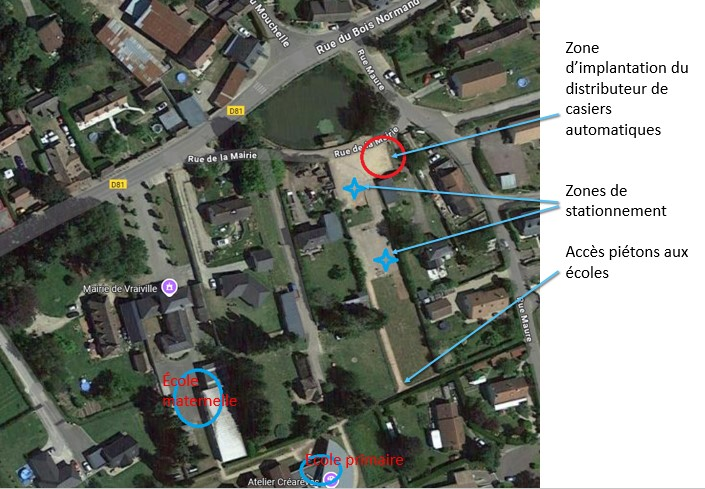 u Mouchelle
Rue du Bois Normand
Rue Maure
D81
Rue de la Mairie
Rue de la Mairie
D81
Mairie de Vraiville
Rue Maure
École
maternelle
École primaire
Atelier Créarêves
Zone
d'implantation du
distributeur de
casiers
automatiques
Zones de
stationnement
Accès piétons aux
écoles